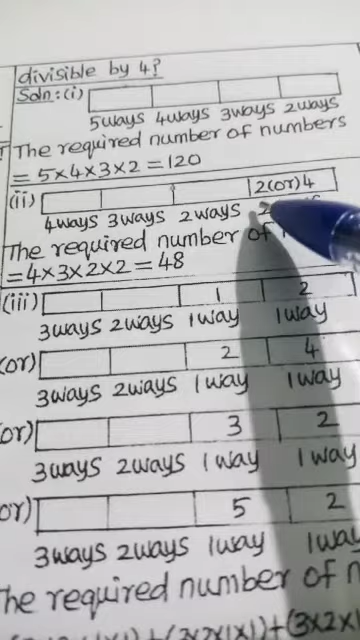 divisible by 4?
Soln:(i)
5ways 4ways 3ways 2ways
The required number of numbers
= 5×4×3×2 = 120
(ii) 2(or)4
4ways 3ways 2ways
The required number of
= 4×3×2×2 = 48
(iii) 1 2
3ways 2ways 1way 1way
(or) 2 4
3ways 2ways 1way 1way
or) 3 2
3ways 2ways 1way 1way
or) 5 2
3ways 2ways 1way 1way
The required number of